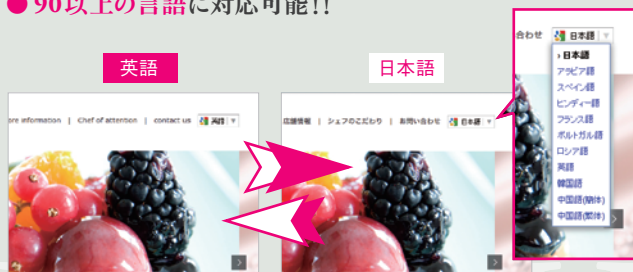 ● 90以上の言語に対応可能!!
英語
日本語
ore information | Chef of attention | contact us 英語 ▼
店舗情報 | シェフのこだわり | お問い合わせ 日本語 ▼
合わせ 日本語 ▼
› 日本語
アラビア語
スペイン語
ヒンディー語
フランス語
ポルトガル語
ロシア語
英語
韓国語
中国語(簡体)
中国語(繁体)